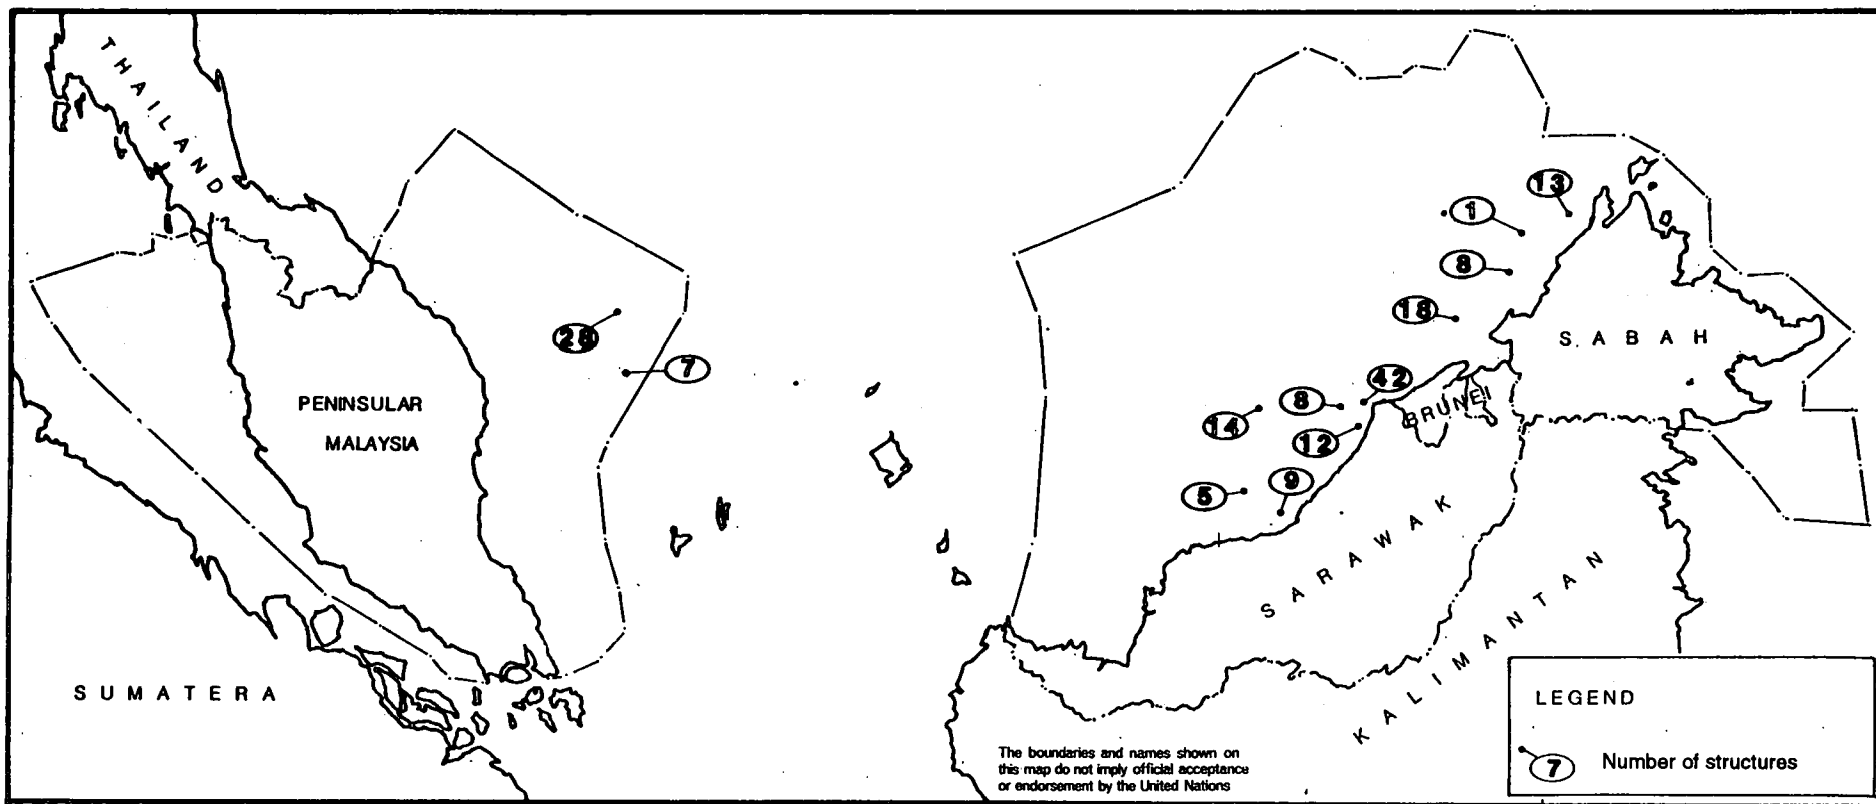 THAILAND
13
1
8
18
28
7
S A B A H
PENINSULAR
MALAYSIA
42
8
14
12
BRUNEI
9
5
SARAWAK
KALIMANTAN
SUMATERA
The boundaries and names shown on
this map do not imply official acceptance
or endorsement by the United Nations
LEGEND
7 Number of structures